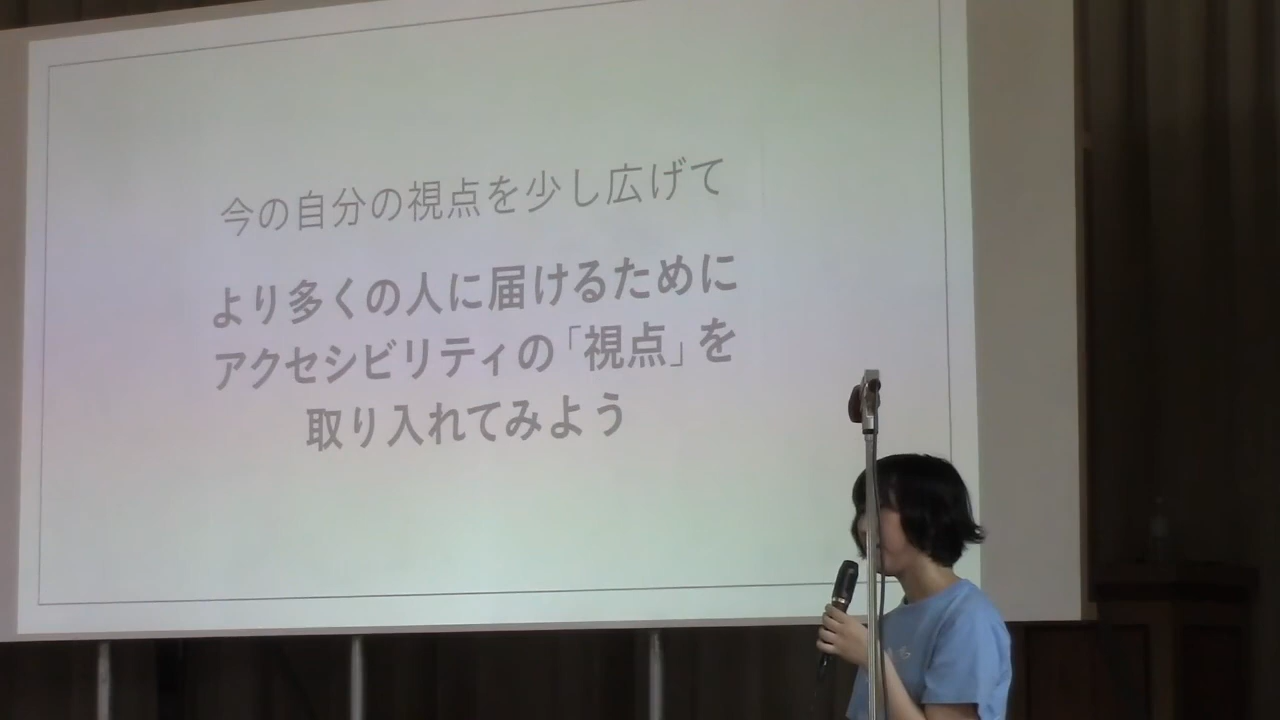 今の自分の視点を少し広げて
より多くの人に届けるために
アクセシビリティの「視点」を
取り入れてみよう